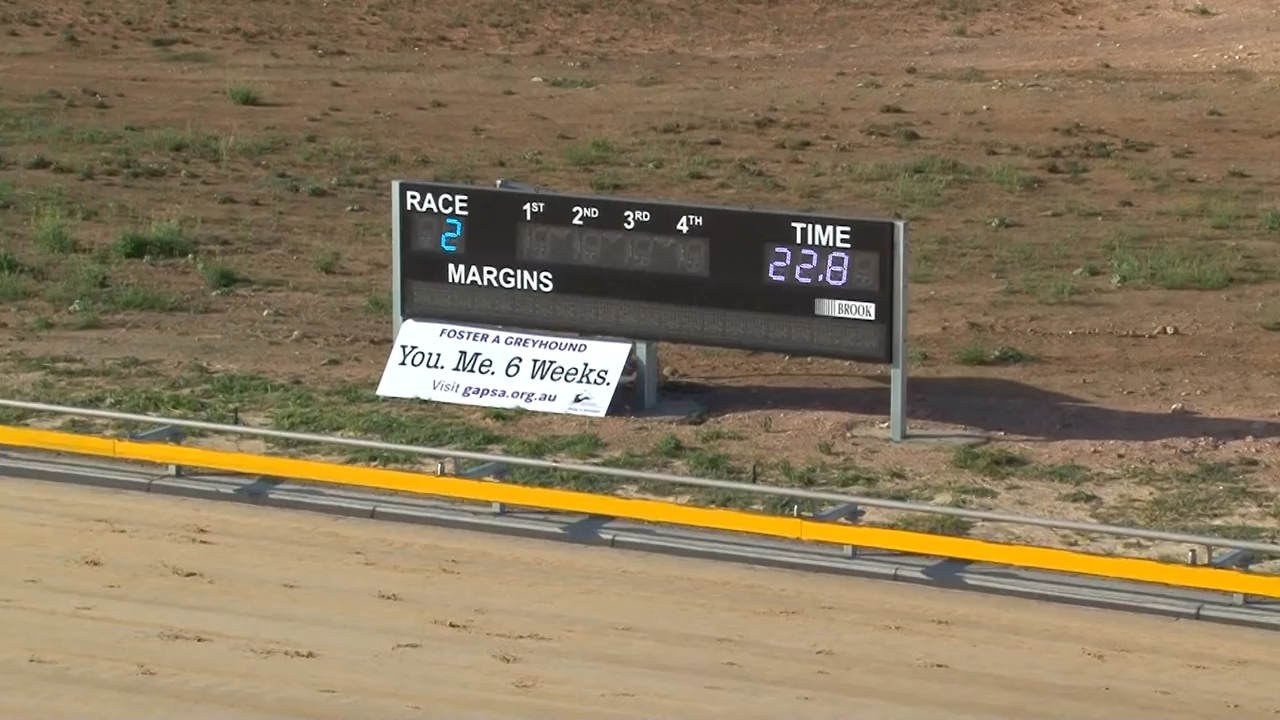 RACE 1ST 2ND 3RD 4TH TIME
2 22.8
MARGINS
BROOK
FOSTER A GREYHOUND
You. Me. 6 Weeks.
Visit gapsa.org.au